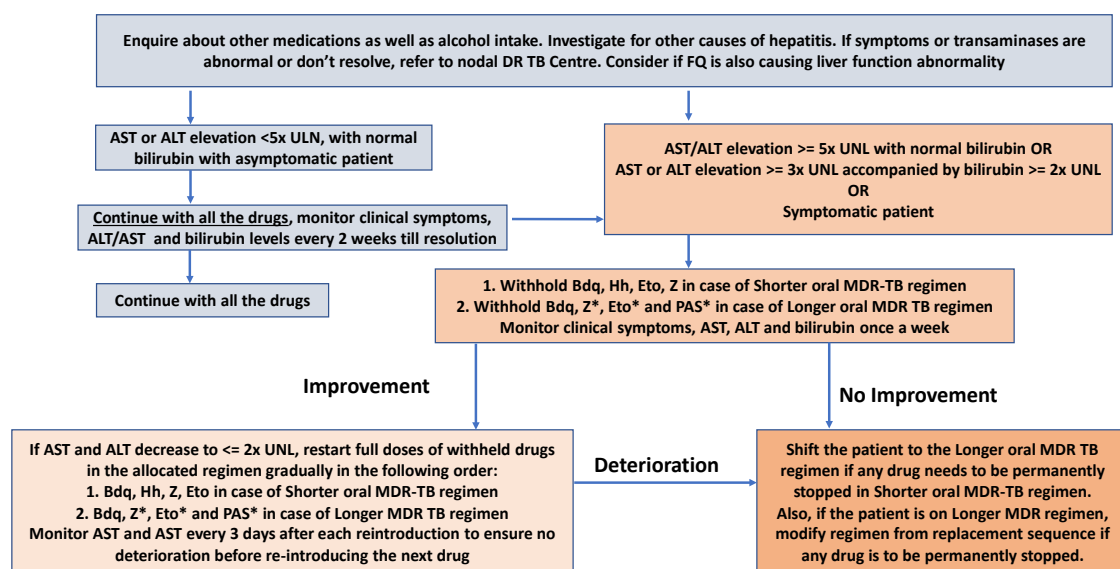 Enquire about other medications as well as alcohol intake. Investigate for other causes of hepatitis. If symptoms or transaminases are
abnormal or don't resolve, refer to nodal DR TB Centre. Consider if FQ is also causing liver function abnormality
AST or ALT elevation <5x ULN, with normal
bilirubin with asymptomatic patient
AST/ALT elevation >= 5x UNL with normal bilirubin OR
AST or ALT elevation >= 3x UNL accompanied by bilirubin >= 2x UNL
OR
Symptomatic patient
Continue with all the drugs, monitor clinical symptoms,
ALT/AST and bilirubin levels every 2 weeks till resolution
Continue with all the drugs
1. Withhold Bdq, Hh, Eto, Z in case of Shorter oral MDR-TB regimen
2. Withhold Bdq, Z*, Eto* and PAS* in case of Longer oral MDR TB regimen
Monitor clinical symptoms, AST, ALT and bilirubin once a week
Improvement
No Improvement
If AST and ALT decrease to <= 2x UNL, restart full doses of withheld drugs
in the allocated regimen gradually in the following order:
1. Bdq, Hh, Z, Eto in case of Shorter oral MDR-TB regimen
2. Bdq, Z*, Eto* and PAS* in case of Longer MDR TB regimen
Monitor AST and AST every 3 days after each reintroduction to ensure no
deterioration before re-introducing the next drug
Deterioration
Shift the patient to the Longer oral MDR TB
regimen if any drug needs to be permanently
stopped in Shorter oral MDR-TB regimen.
Also, if the patient is on Longer MDR regimen,
modify regimen from replacement sequence if
any drug is to be permanently stopped.